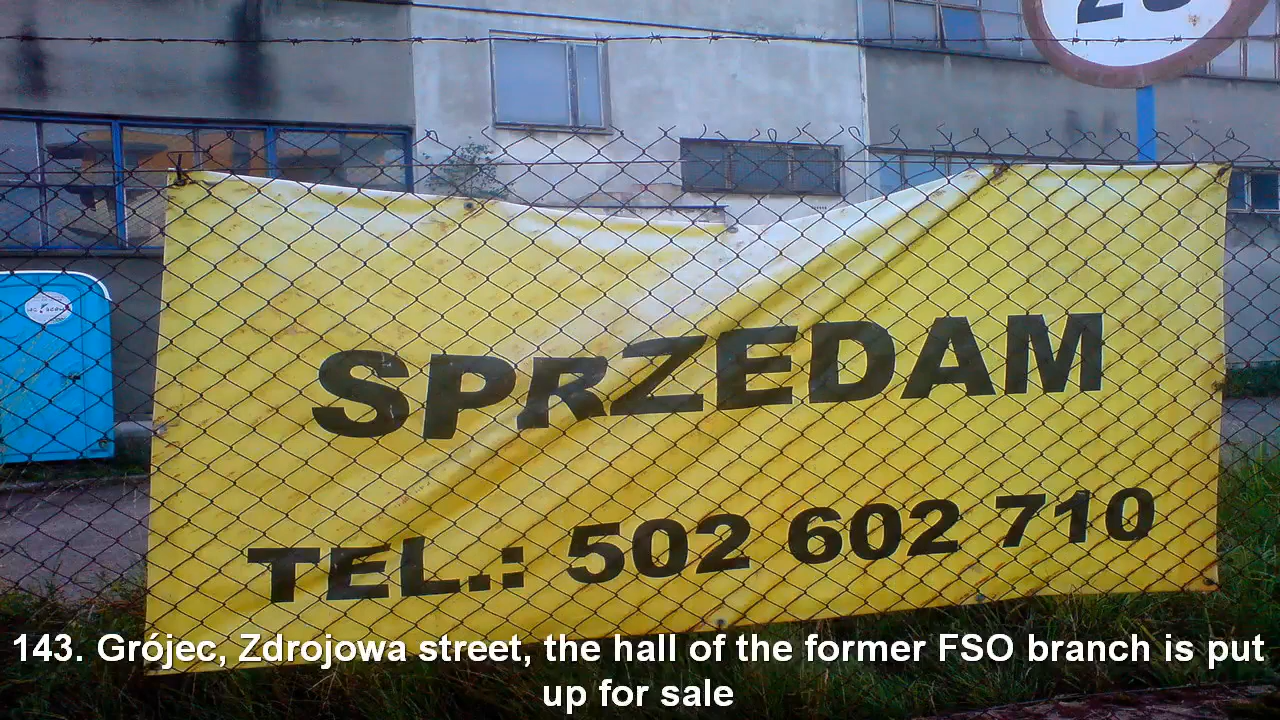 SPRZEDAM
TEL.: 502 602 710
143. Grójec, Zdrojowa street, the hall of the former FSO branch is put
up for sale